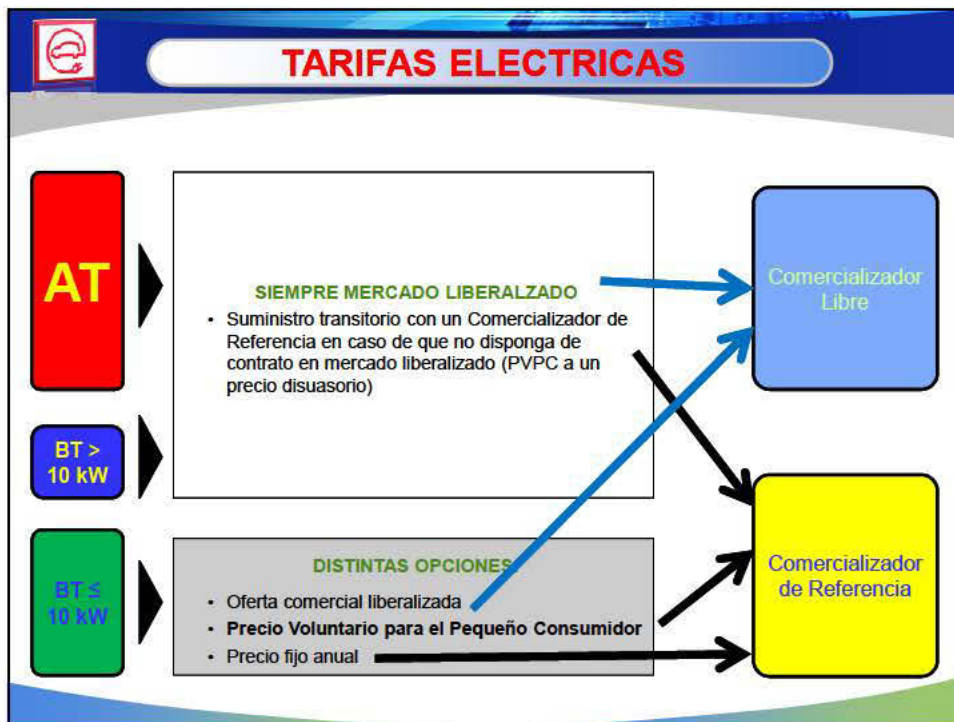 TARIFAS ELECTRICAS
AT
SIEMPRE MERCADO LIBERALZADO
• Suministro transitorio con un Comercializador de
Referencia en caso de que no disponga de
contrato en mercado liberalizado (PVPC a un
precio disuasorio)
BT >
10 kW
BT ≤
10 kW
DISTINTAS OPCIONES:
• Oferta comercial liberalizada
• Precio Voluntario para el Pequeño Consumidor
• Precio fijo anual
Comercializador
Libre
Comercializador
de Referencia